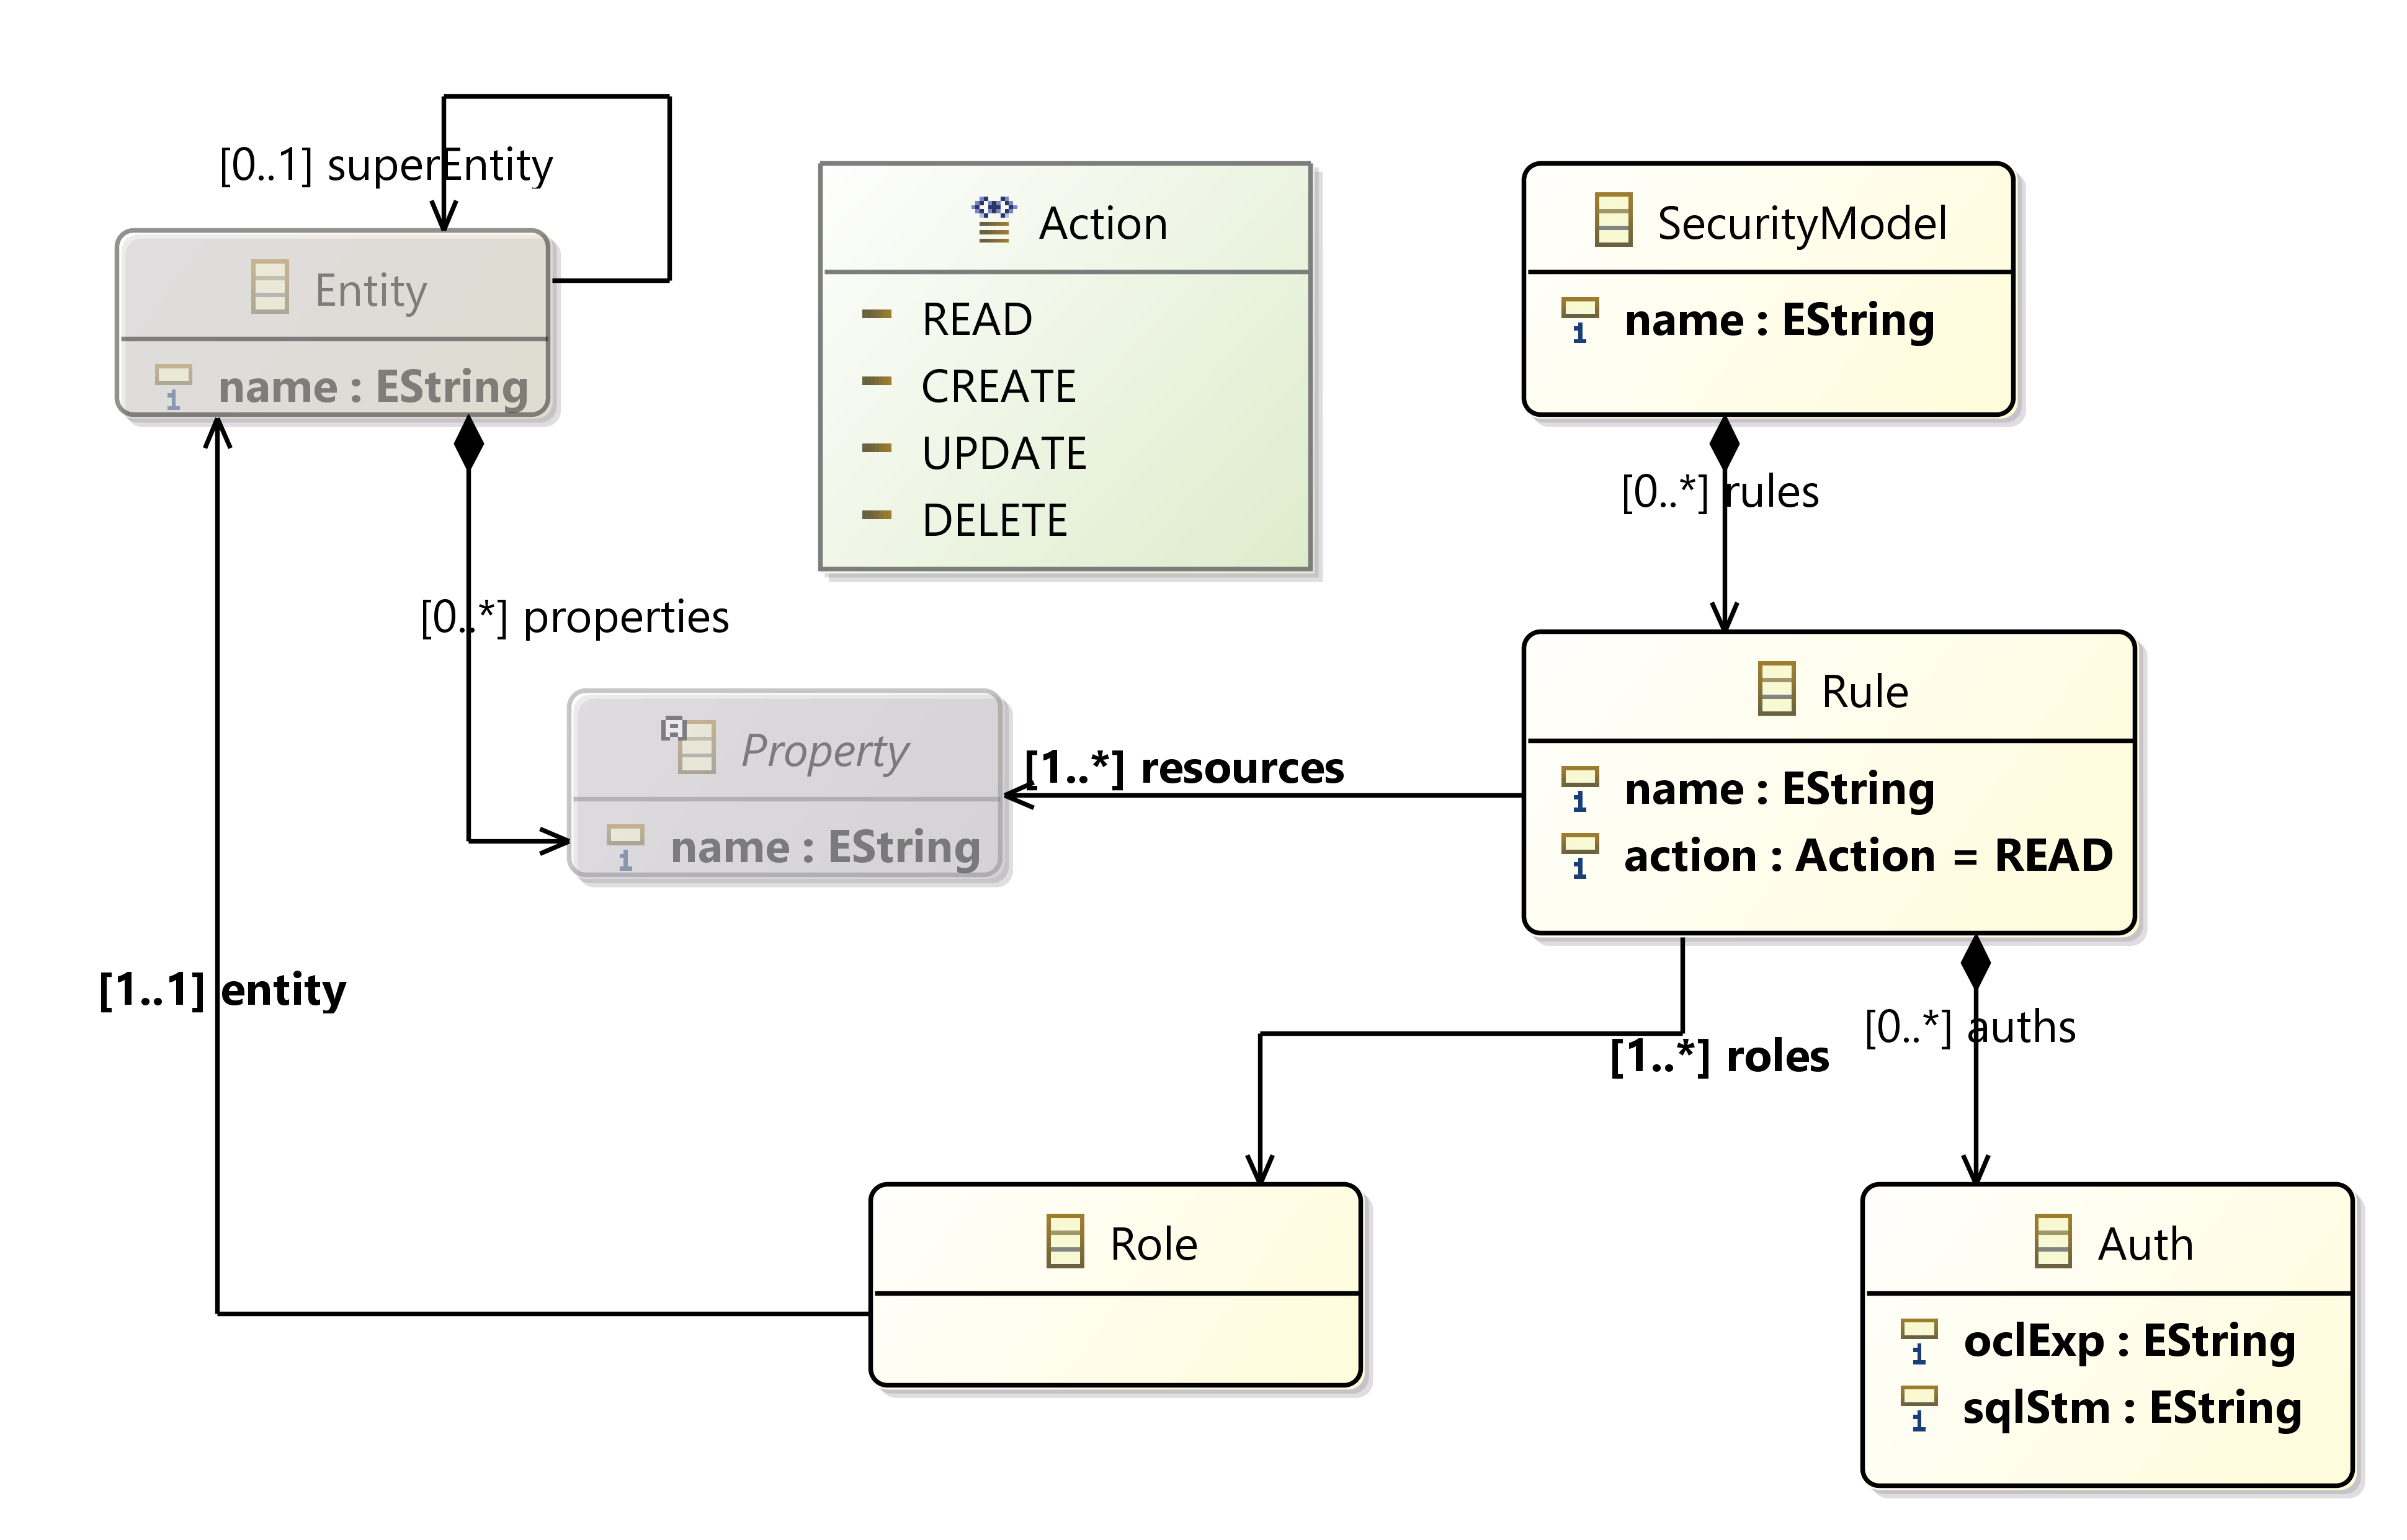 [0..1] superEntity
Entity
name : EString
Action
READ
CREATE
UPDATE
DELETE
SecurityModel
name : EString
[0..*] rules
[0..*] properties
Property
name : EString
[1..*] resources
Rule
name : EString
action : Action = READ
[1..1] entity
[1..*] roles
[0..*] auths
Role
Auth
oclExp : EString
sqlStm : EString